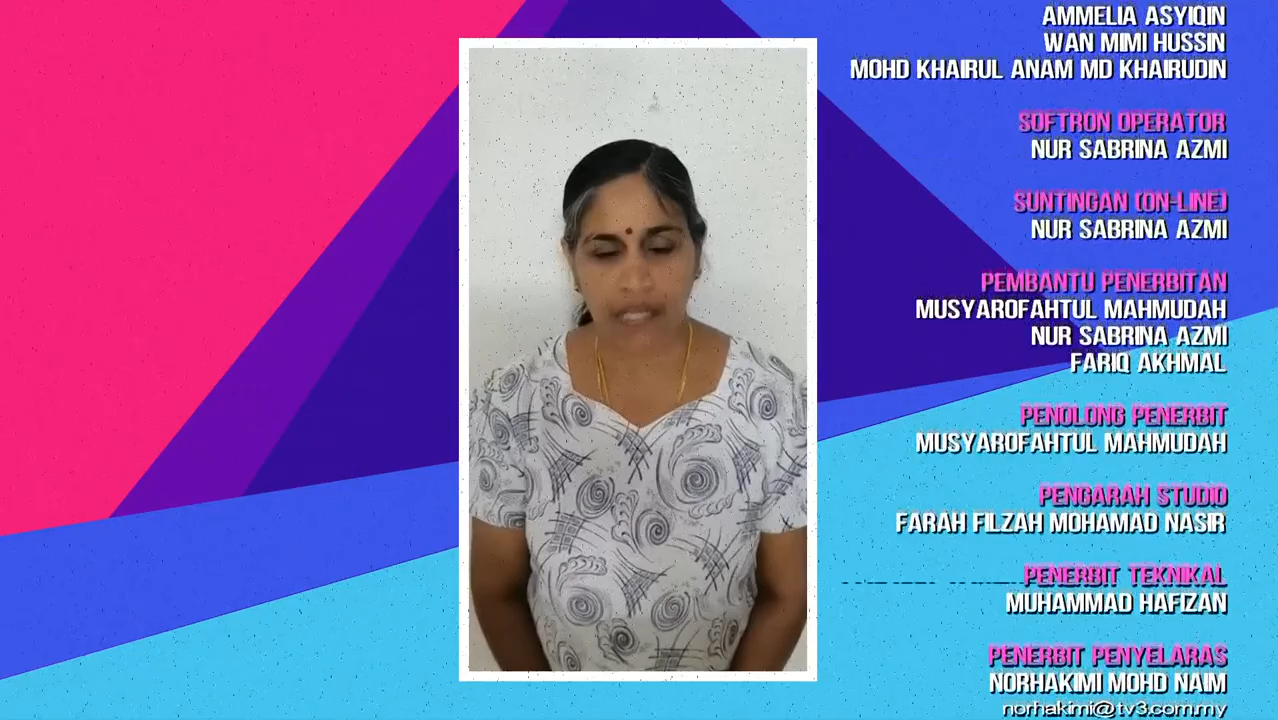 AMMELIA ASYIQIN
WAN MIMI HUSSIN
MOHD KHAIRUL ANAM MD KHAIRUDIN
SOFTRON OPERATOR
NUR SABRINA AZMI
SUNTINGAN (ON-LINE)
NUR SABRINA AZMI
PEMBANTU PENERBITAN
MUSYAROFAHTUL MAHMUDAH
NUR SABRINA AZMI
FARIQ AKHMAL
PENOLONG PENERBIT
MUSYAROFAHTUL MAHMUDAH
PENGARAH STUDIO
FARAH FILZAH MOHAMAD NASIR
PENERBIT TEKNIKAL
MUHAMMAD HAFIZAN
PENERBIT PENYELARAS
NORHAKIMI MOHD NAIM
norhakimi@tv3.com.my